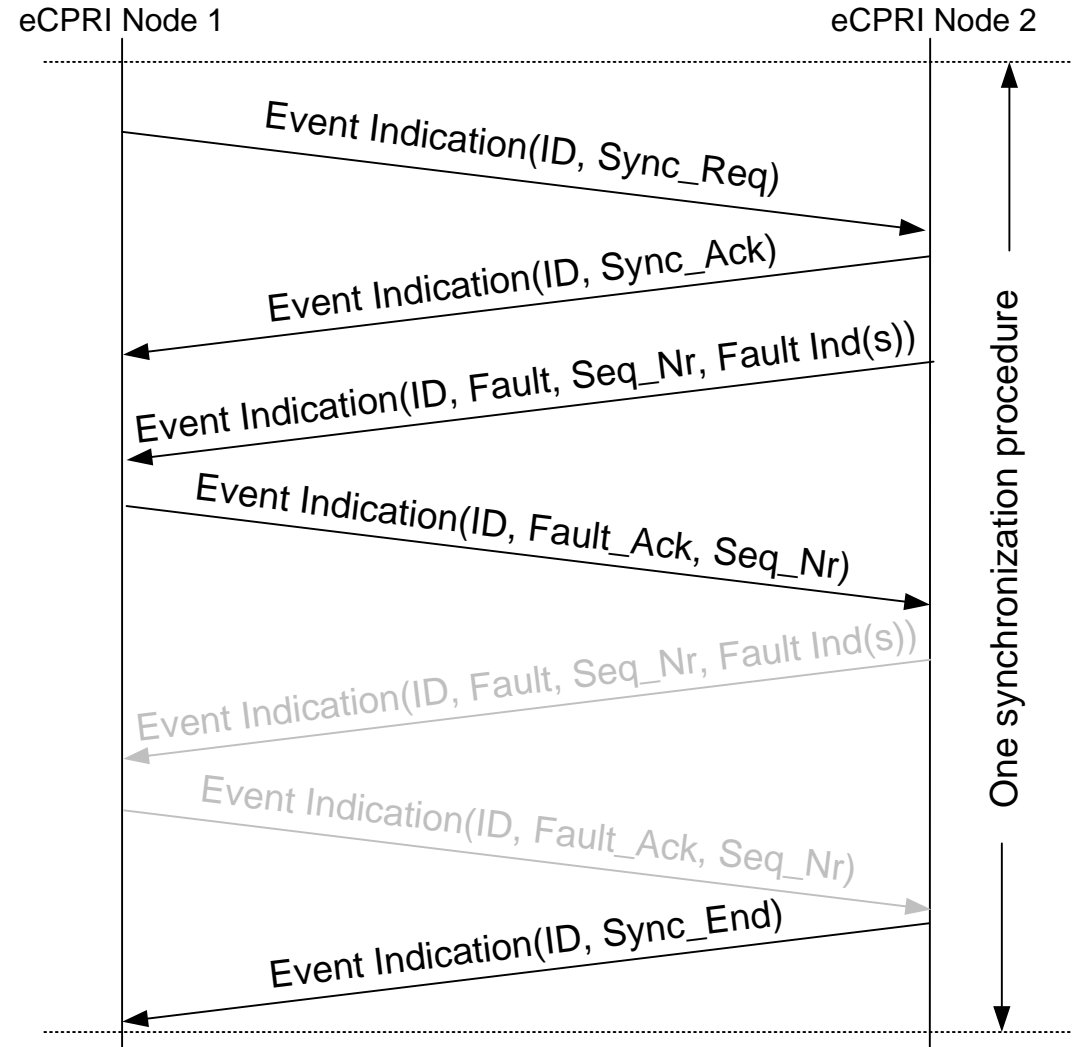 eCPRI Node 1
eCPRI Node 2
Event Indication(ID, Sync_Req)
Event Indication(ID, Sync_Ack)
Event Indication(ID, Fault, Seq_Nr, Fault Ind(s))
Event Indication(ID, Fault_Ack, Seq_Nr)
Event Indication(ID, Fault, Seq_Nr, Fault Ind(s))
Event Indication(ID, Fault_Ack, Seq_Nr)
Event Indication(ID, Sync_End)
One synchronization procedure